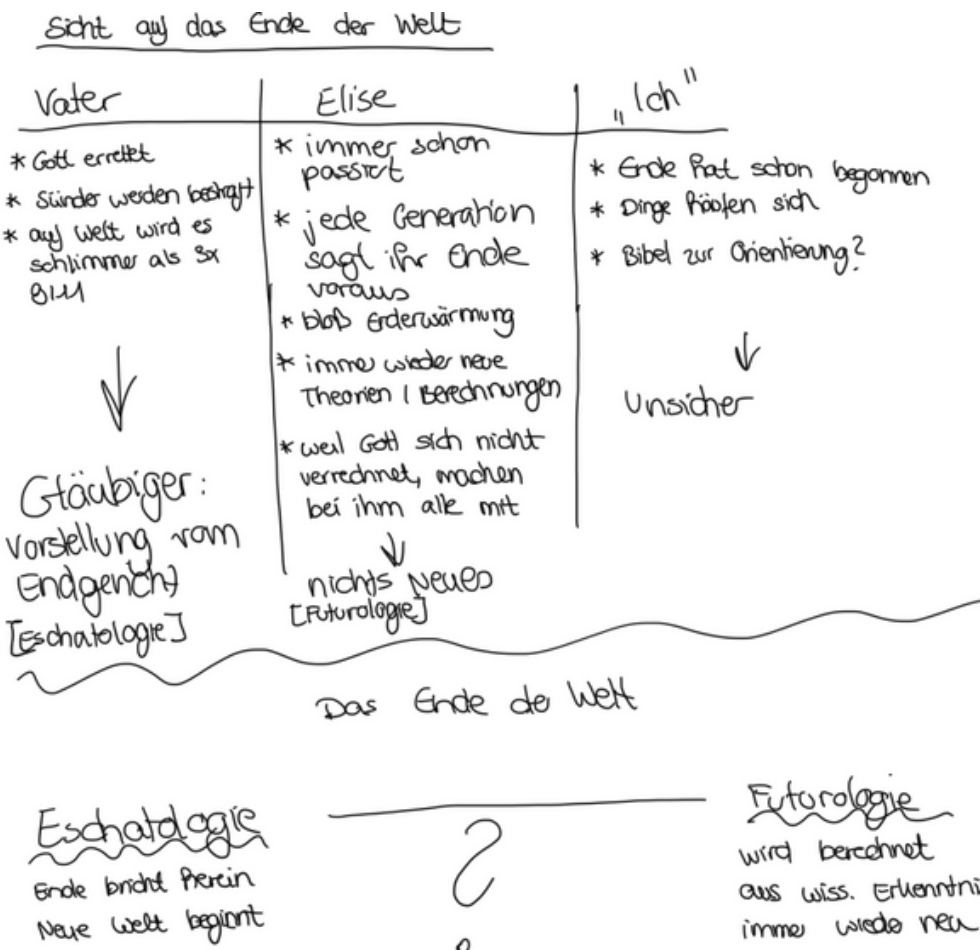 Sicht auf das Ende der Welt
Vater
* Gott errettet
* Sünder werden bestraft
* auf Welt wird es
schlimmer als 3x
9/11
Gläubiger:
Vorstellung vom
Endgericht
[Eschatologie]
Elise
* immer schon
passiert
* jede Generation
sagt ihr Ende
voraus
* bloß Erderwärmung
* immer wieder neue
Theorien / Berechnungen
* weil Gott sich nicht
verrechnet, machen
bei ihm alle mit
nichts Neues
[Futurologie]
„Ich"
* Ende hat schon begonnen
* Dinge häufen sich
* Bibel zur Orientierung?
Unsicher
Das Ende der Welt
Eschatologie
Ende bricht herein
Neue Welt beginnt
?
Futurologie
wird berechnet
aus wiss. Erkenntni
immer wieder neu